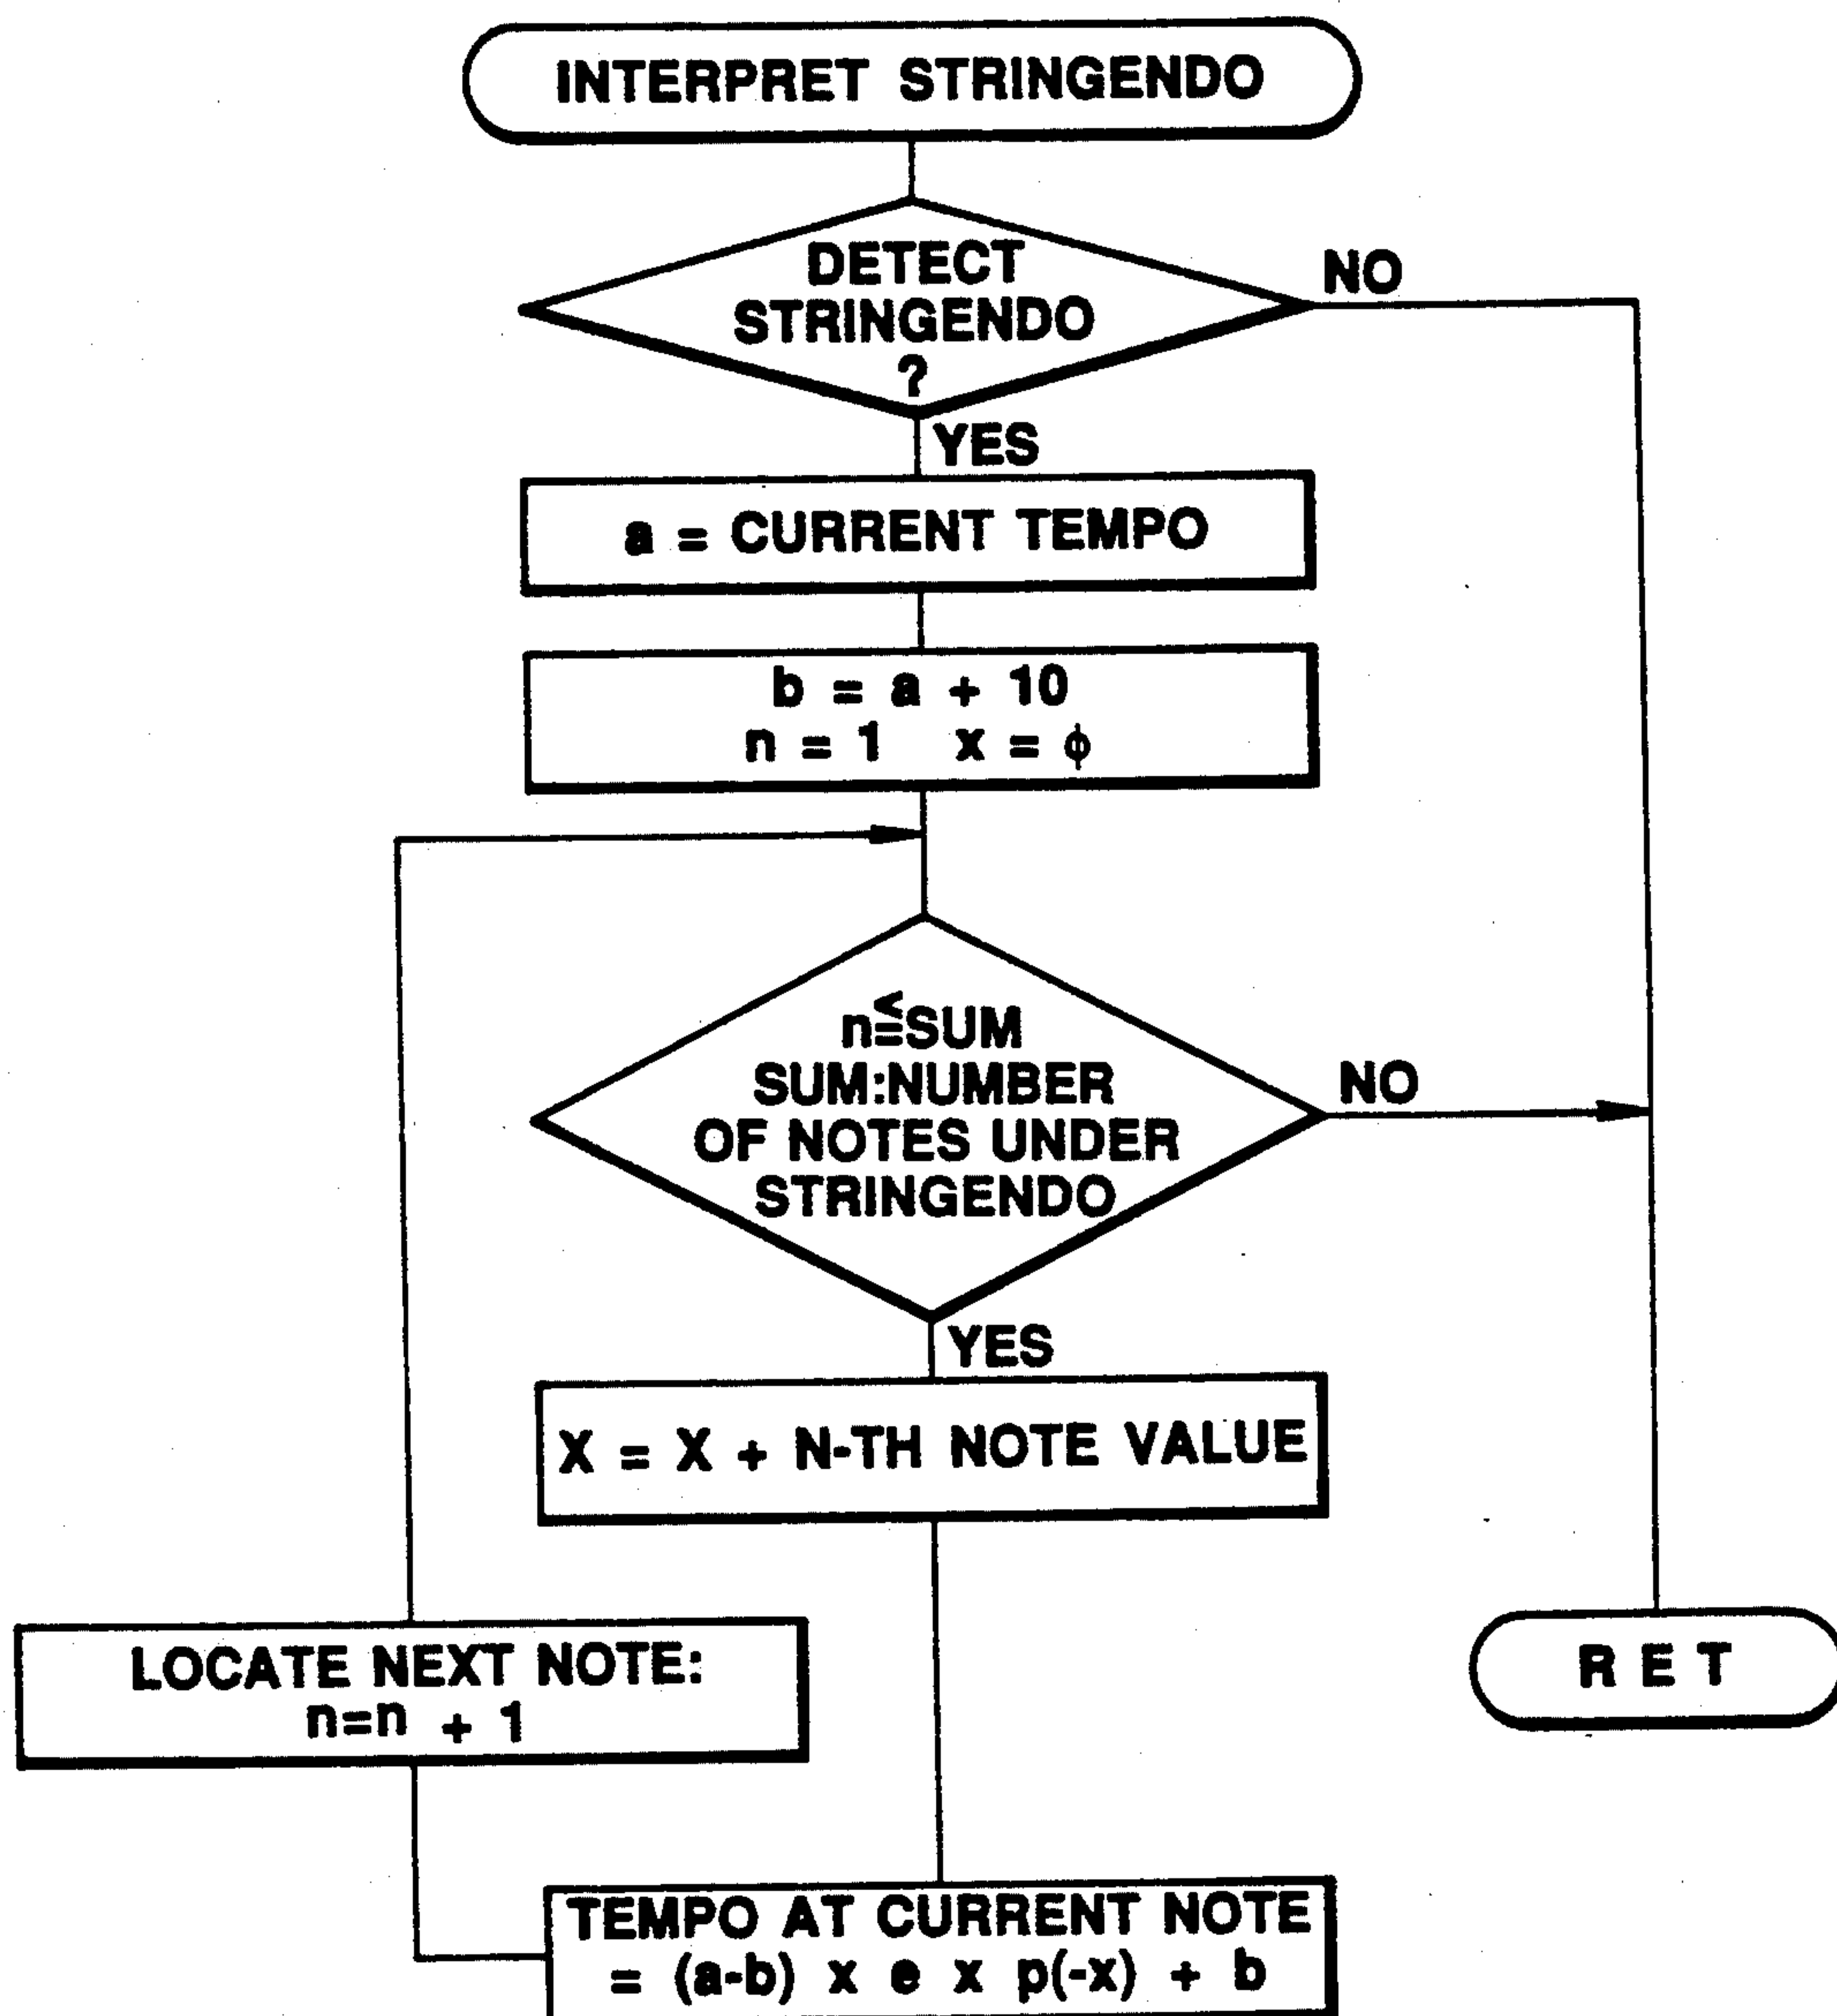 INTERPRET STRINGENDO
DETECT
STRINGENDO
?
NO
YES
a = CURRENT TEMPO
b = a + 10
n = 1 x = ϕ
n≦SUM
SUM:NUMBER
OF NOTES UNDER
STRINGENDO
NO
YES
X = X + N-TH NOTE VALUE
LOCATE NEXT NOTE:
n=n + 1
R E T
TEMPO AT CURRENT NOTE
= (a-b) x e x p(-x) + b